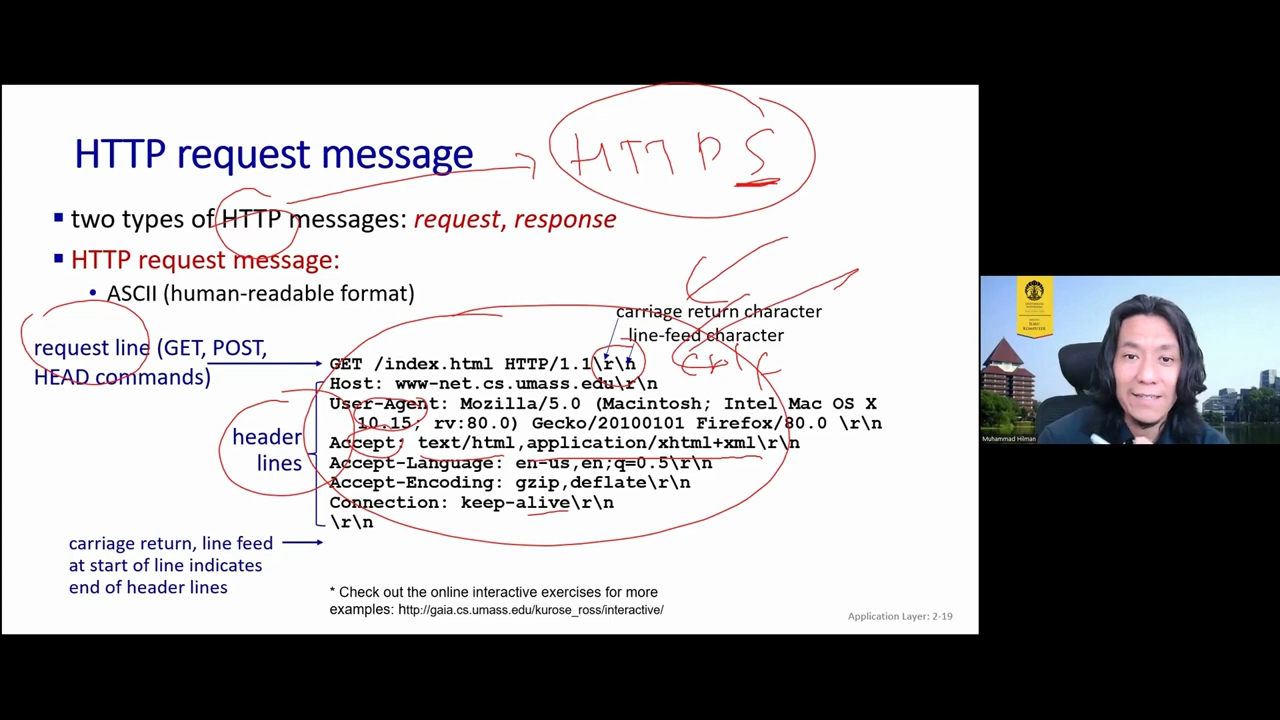 HTTP request message
HTTPS
▪ two types of HTTP messages: request, response
▪ HTTP request message:
• ASCII (human-readable format)
carriage return character
line-feed character
request line (GET, POST,
HEAD commands)
GET /index.html HTTP/1.1\r\n
Host: www-net.cs.umass.edu\r\n
User-Agent: Mozilla/5.0 (Macintosh; Intel Mac OS X
10.15; rv:80.0) Gecko/20100101 Firefox/80.0 \r\n
header
lines
Accept: text/html,application/xhtml+xml\r\n
Accept-Language: en-us,en;q=0.5\r\n
Accept-Encoding: gzip,deflate\r\n
Connection: keep-alive\r\n
\r\n
carriage return, line feed
at start of line indicates
end of header lines
* Check out the online interactive exercises for more
examples: http://gaia.cs.umass.edu/kurose_ross/interactive/
Application Layer: 2-19
ILMU
KOMPUTER
Muhammad Hilman